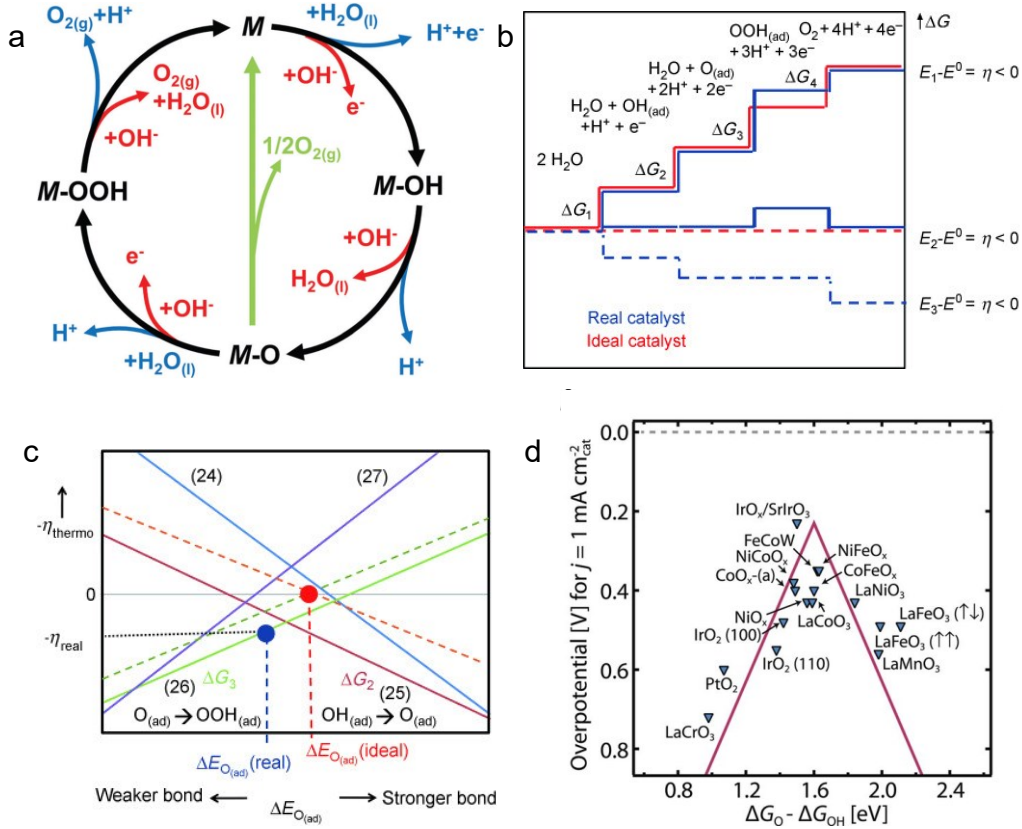 a
O2(g)+H+
M
+H2O(l)
H++e-
+OH-
e-
O2(g)
+H2O(l)
+OH-
1/2O2(g)
M-OOH
M-OH
+OH-
H2O(l)
e-
+OH-
H+
+H2O(l)
M-O
H+
b
OOH(ad) O2 + 4H+ + 4e−
+ 3H+ + 3e−
↑ΔG
H2O + O(ad)
+ 2H+ + 2e−
ΔG4
E1-E0 = η < 0
H2O + OH(ad)
+ H+ + e−
ΔG3
2 H2O
ΔG2
ΔG1
E2-E0 = η < 0
Real catalyst
Ideal catalyst
E3-E0 = η < 0
c
(24)
(27)
-ηthermo
0
-ηreal
(26)
ΔG3
ΔG2
(25)
O(ad)→OOH(ad)
OH(ad)→O(ad)
ΔEO(ad)(ideal)
ΔEO(ad)(real)
Weaker bond ← ΔEO(ad) → Stronger bond
d
Overpotential [V] for j = 1 mA cm-2cat
0.0
0.2
0.4
0.6
0.8
IrOx/SrIrO3
FeCoW
NiFeOx
NiCoOx
CoFeOx
CoOx-(a)
LaNiO3
NiOx
LaCoO3
LaFeO3 (↑↓)
IrO2 (100)
LaFeO3 (↑↑)
IrO2 (110)
LaMnO3
PtO2
LaCrO3
0.8 1.2 1.6 2.0 2.4
ΔGO - ΔGOH [eV]